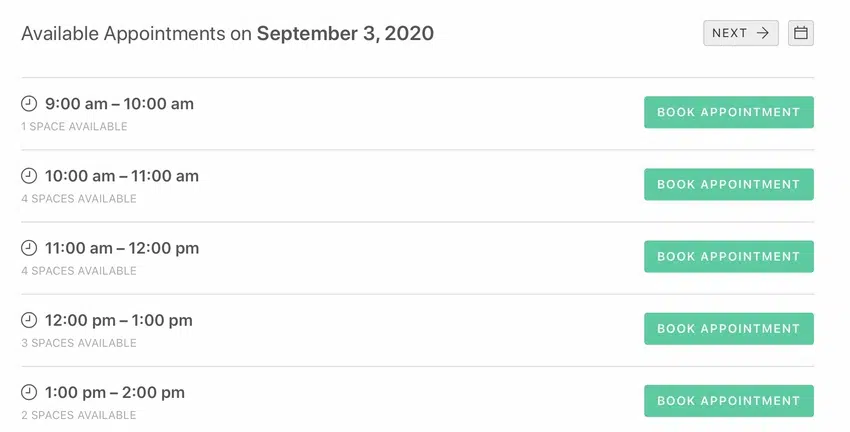 Available Appointments on September 3, 2020
NEXT
9:00 am – 10:00 am
BOOK APPOINTMENT
1 SPACE AVAILABLE
10:00 am – 11:00 am
BOOK APPOINTMENT
4 SPACES AVAILABLE
11:00 am – 12:00 pm
BOOK APPOINTMENT
4 SPACES AVAILABLE
12:00 pm – 1:00 pm
BOOK APPOINTMENT
3 SPACES AVAILABLE
1:00 pm – 2:00 pm
BOOK APPOINTMENT
2 SPACES AVAILABLE